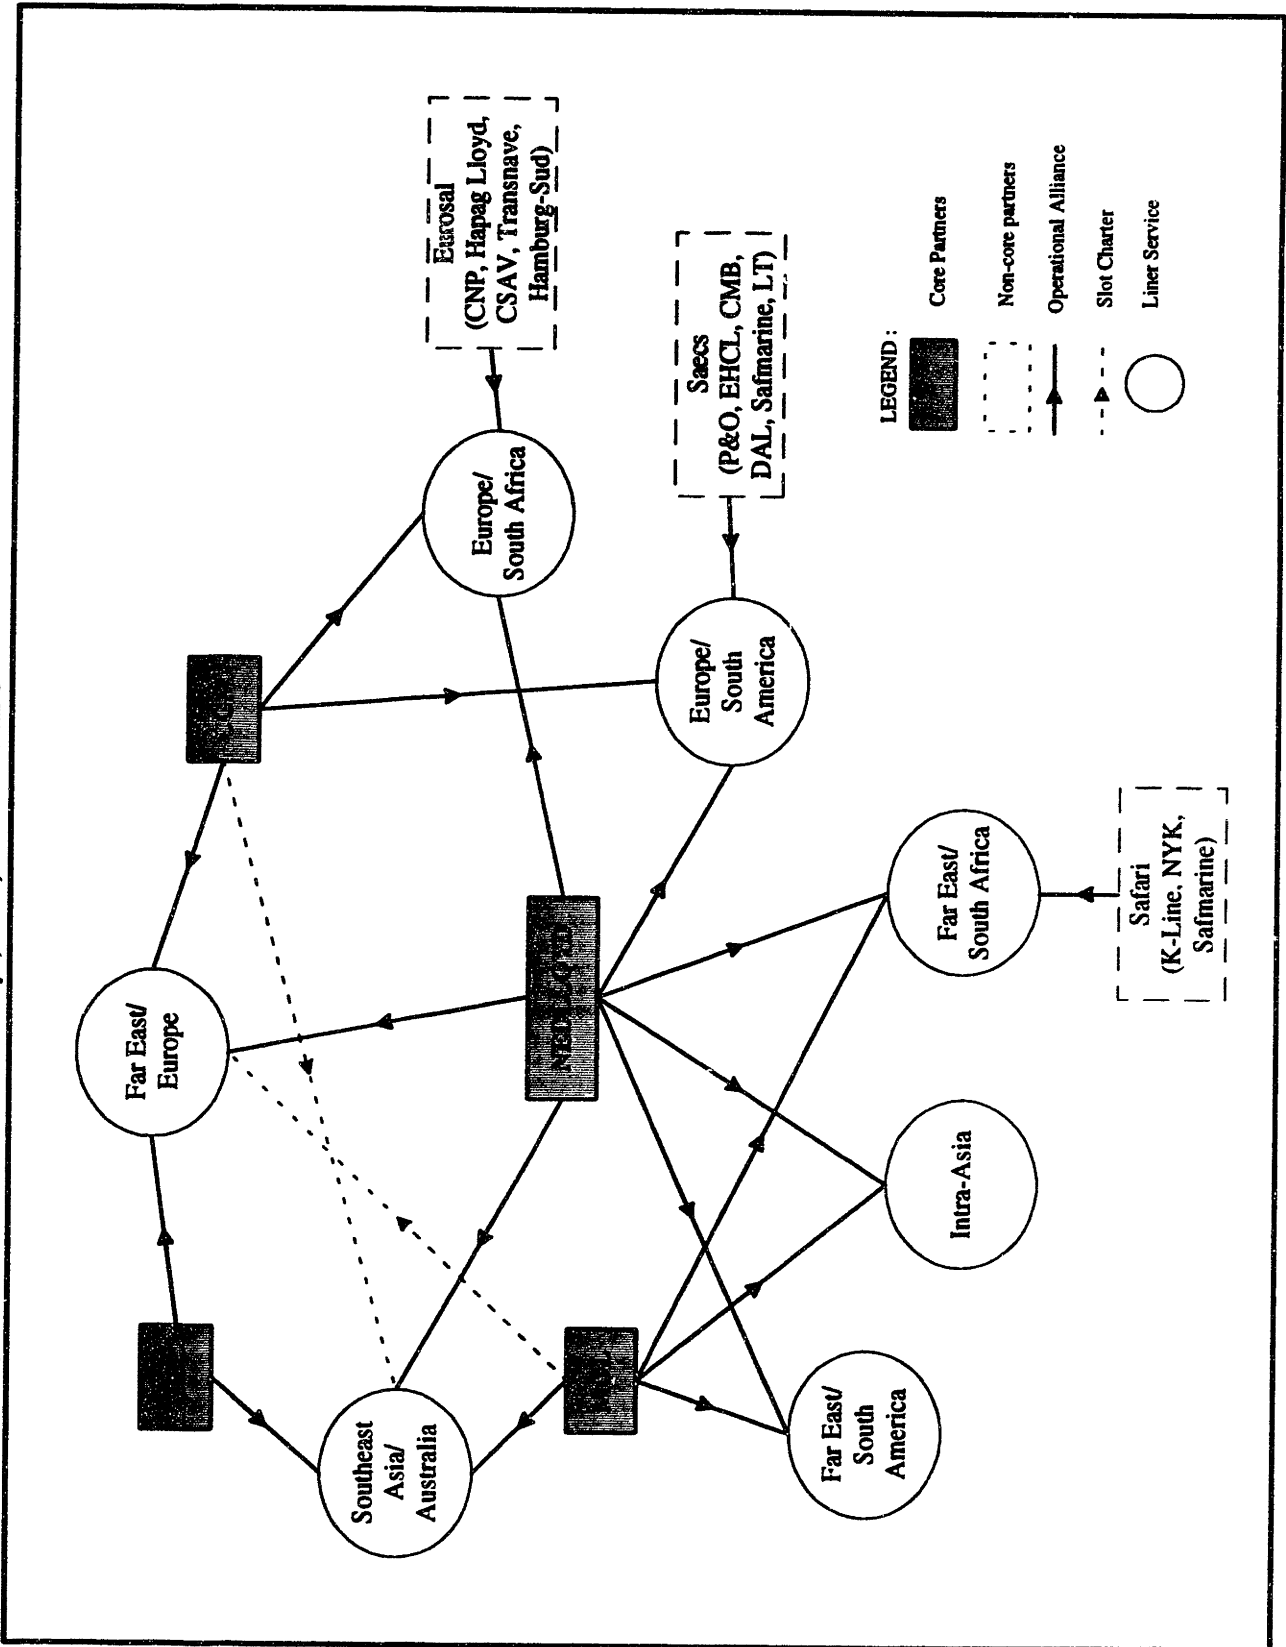 Far East/
Europe
Southeast
Asia/
Australia
Eurosal
(CNP, Hapag Lloyd,
CSAV, Transnave,
Hamburg-Sud)
Europe/
South Africa
NEDLLOYD
Saecs
(P&O, EHCL, CMB,
DAL, Safmarine, LT)
Europe/
South
America
Far East/
South
America
Intra-Asia
Far East/
South Africa
Safari
(K-Line, NYK,
Safmarine)
LEGEND :
Core Partners
Non-core partners
Operational Alliance
Slot Charter
Liner Service